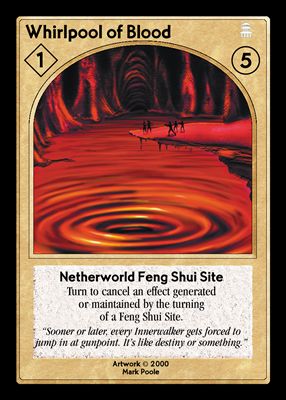 Whirlpool of Blood
1
5
Netherworld Feng Shui Site
Turn to cancel an effect generated
or maintained by the turning
of a Feng Shui Site.
"Sooner or later, every Innerwalker gets forced to
jump in at gunpoint. It's like destiny or something."
Artwork © 2000
Mark Poole